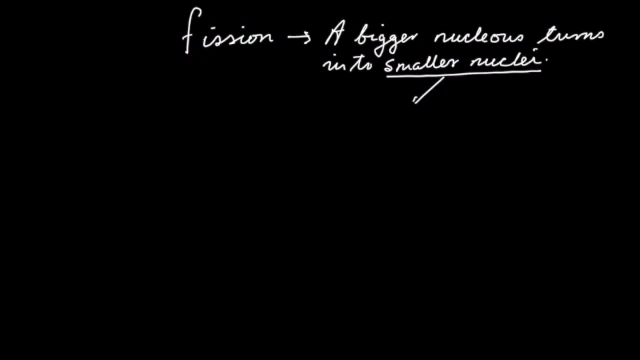 fission → A bigger nucleous turns
into smaller nuclei.